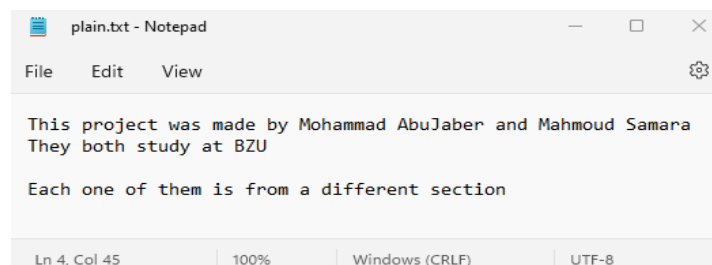 plain.txt - Notepad
File Edit View
This project was made by Mohammad AbuJaber and Mahmoud Samara
They both study at BZU
Each one of them is from a different section
Ln 4, Col 45 100% Windows (CRLF) UTF-8